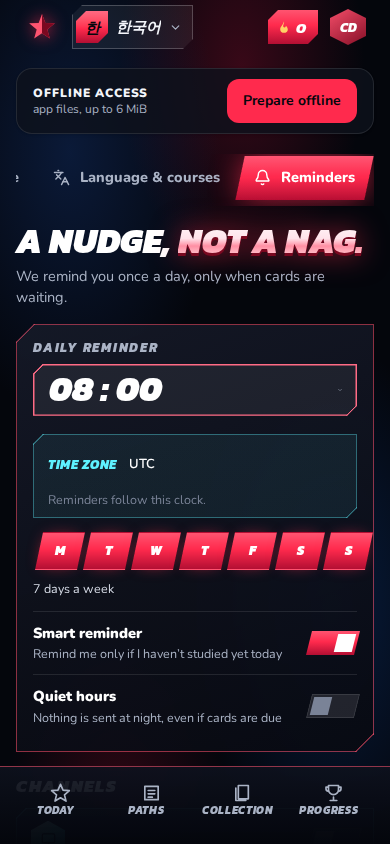 한 한국어
0
CD
OFFLINE ACCESS
app files, up to 6 MiB
Prepare offline
e
Language & courses
Reminders
A NUDGE, NOT A NAG.
We remind you once a day, only when cards are
waiting.
DAILY REMINDER
08 : 00
TIME ZONE UTC
Reminders follow this clock.
M T W T F S S
7 days a week
Smart reminder
Remind me only if I haven't studied yet today
Quiet hours
Nothing is sent at night, even if cards are due
CHANNELS
TODAY PATHS COLLECTION PROGRESS